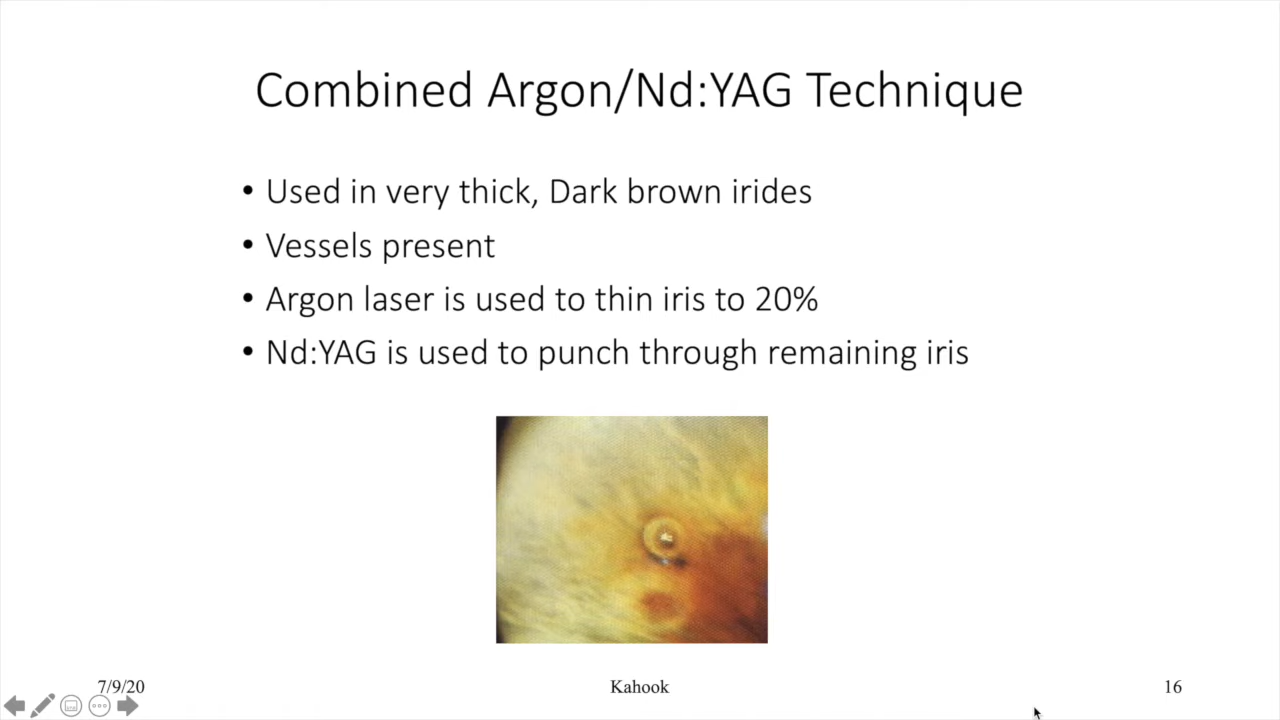 Combined Argon/Nd:YAG Technique
• Used in very thick, Dark brown irides
• Vessels present
• Argon laser is used to thin iris to 20%
• Nd:YAG is used to punch through remaining iris
7/9/20
Kahook
16